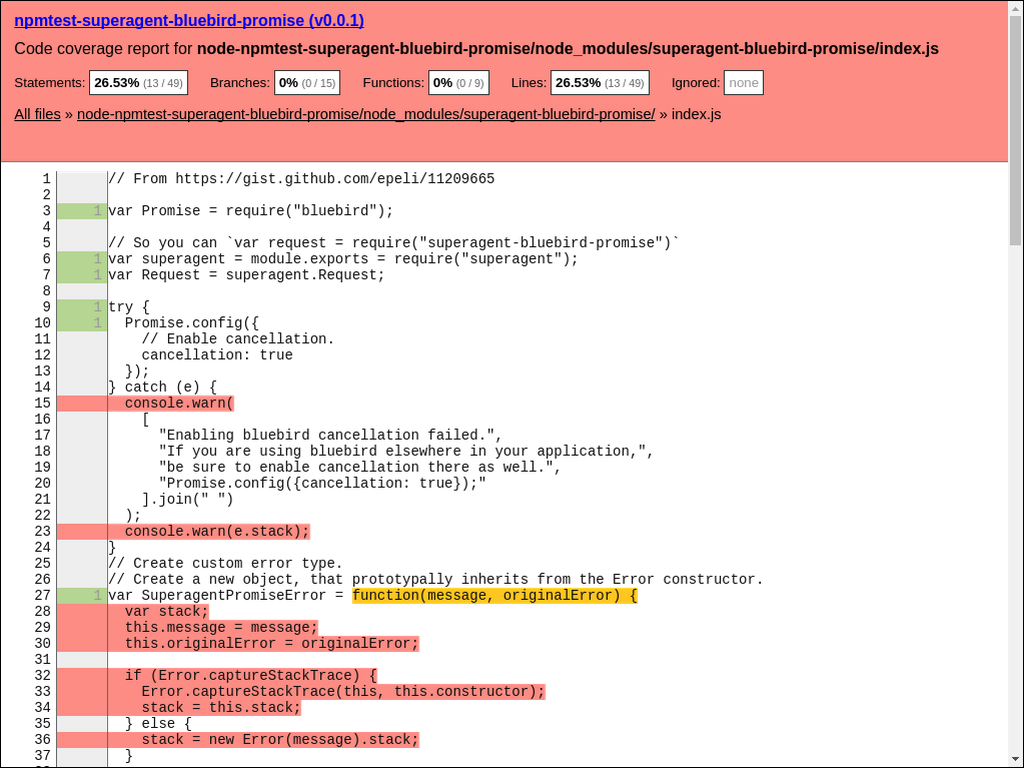 npmtest-superagent-bluebird-promise (v0.0.1)
Code coverage report for node-npmtest-superagent-bluebird-promise/node_modules/superagent-bluebird-promise/index.js
Statements: 26.53% (13 / 49) Branches: 0% (0 / 15) Functions: 0% (0 / 9) Lines: 26.53% (13 / 49) Ignored: none
All files » node-npmtest-superagent-bluebird-promise/node_modules/superagent-bluebird-promise/ » index.js
1 // From https://gist.github.com/epeli/11209665
2
3 1 var Promise = require("bluebird");
4
5 // So you can `var request = require("superagent-bluebird-promise")`
6 1 var superagent = module.exports = require("superagent");
7 1 var Request = superagent.Request;
8
9 1 try {
10 1 Promise.config({
11 // Enable cancellation.
12 cancellation: true
13 });
14 } catch (e) {
15 console.warn(
16 [
17 "Enabling bluebird cancellation failed.",
18 "If you are using bluebird elsewhere in your application,",
19 "be sure to enable cancellation there as well.",
20 "Promise.config({cancellation: true});"
21 ].join(" ")
22 );
23 console.warn(e.stack);
24 }
25 // Create custom error type.
26 // Create a new object, that prototypally inherits from the Error constructor.
27 1 var SuperagentPromiseError = function(message, originalError) {
28 var stack;
29 this.message = message;
30 this.originalError = originalError;
31
32 if (Error.captureStackTrace) {
33 Error.captureStackTrace(this, this.constructor);
34 stack = this.stack;
35 } else {
36 stack = new Error(message).stack;
37 }